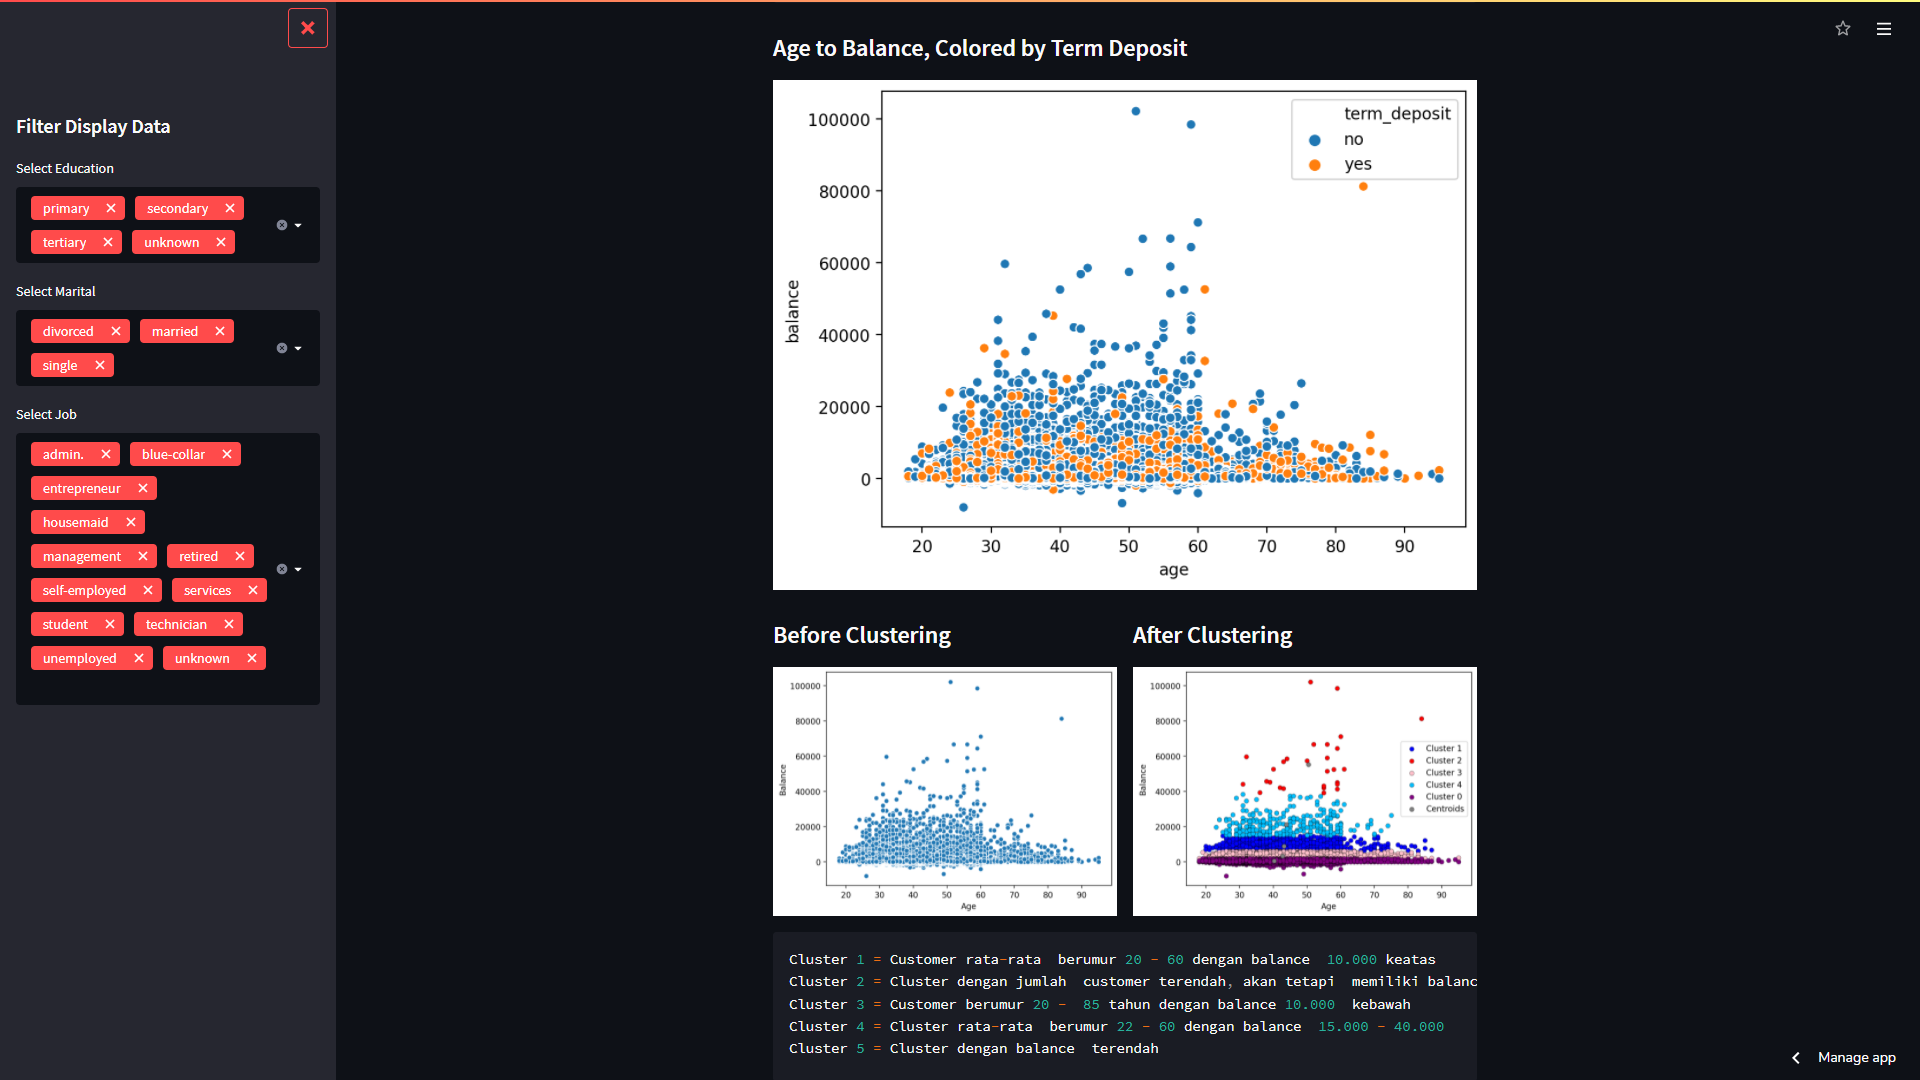 Filter Display Data
Select Education
primary secondary
tertiary unknown
Select Marital
divorced married
single
Select Job
admin. blue-collar
entrepreneur
housemaid
management retired
self-employed services
student technician
unemployed unknown
Age to Balance, Colored by Term Deposit
term_deposit
no
yes
100000
80000
60000
40000
20000
0
balance
20 30 40 50 60 70 80 90
age
Before Clustering
100000
80000
60000
40000
20000
0
Balance
20 30 40 50 60 70 80 90
Age
After Clustering
100000
80000
60000
40000
20000
0
Balance
Cluster 1
Cluster 2
Cluster 3
Cluster 4
Cluster 0
Centroids
20 30 40 50 60 70 80 90
Age
Cluster 1 = Customer rata-rata  berumur 20 - 60 dengan balance  10.000 keatas
Cluster 2 = Cluster dengan jumlah  customer terendah, akan tetapi  memiliki balanc
Cluster 3 = Customer berumur 20 -  85 tahun dengan balance 10.000  kebawah
Cluster 4 = Cluster rata-rata  berumur 22 - 60 dengan balance  15.000 - 40.000
Cluster 5 = Cluster dengan balance  terendah
Manage app